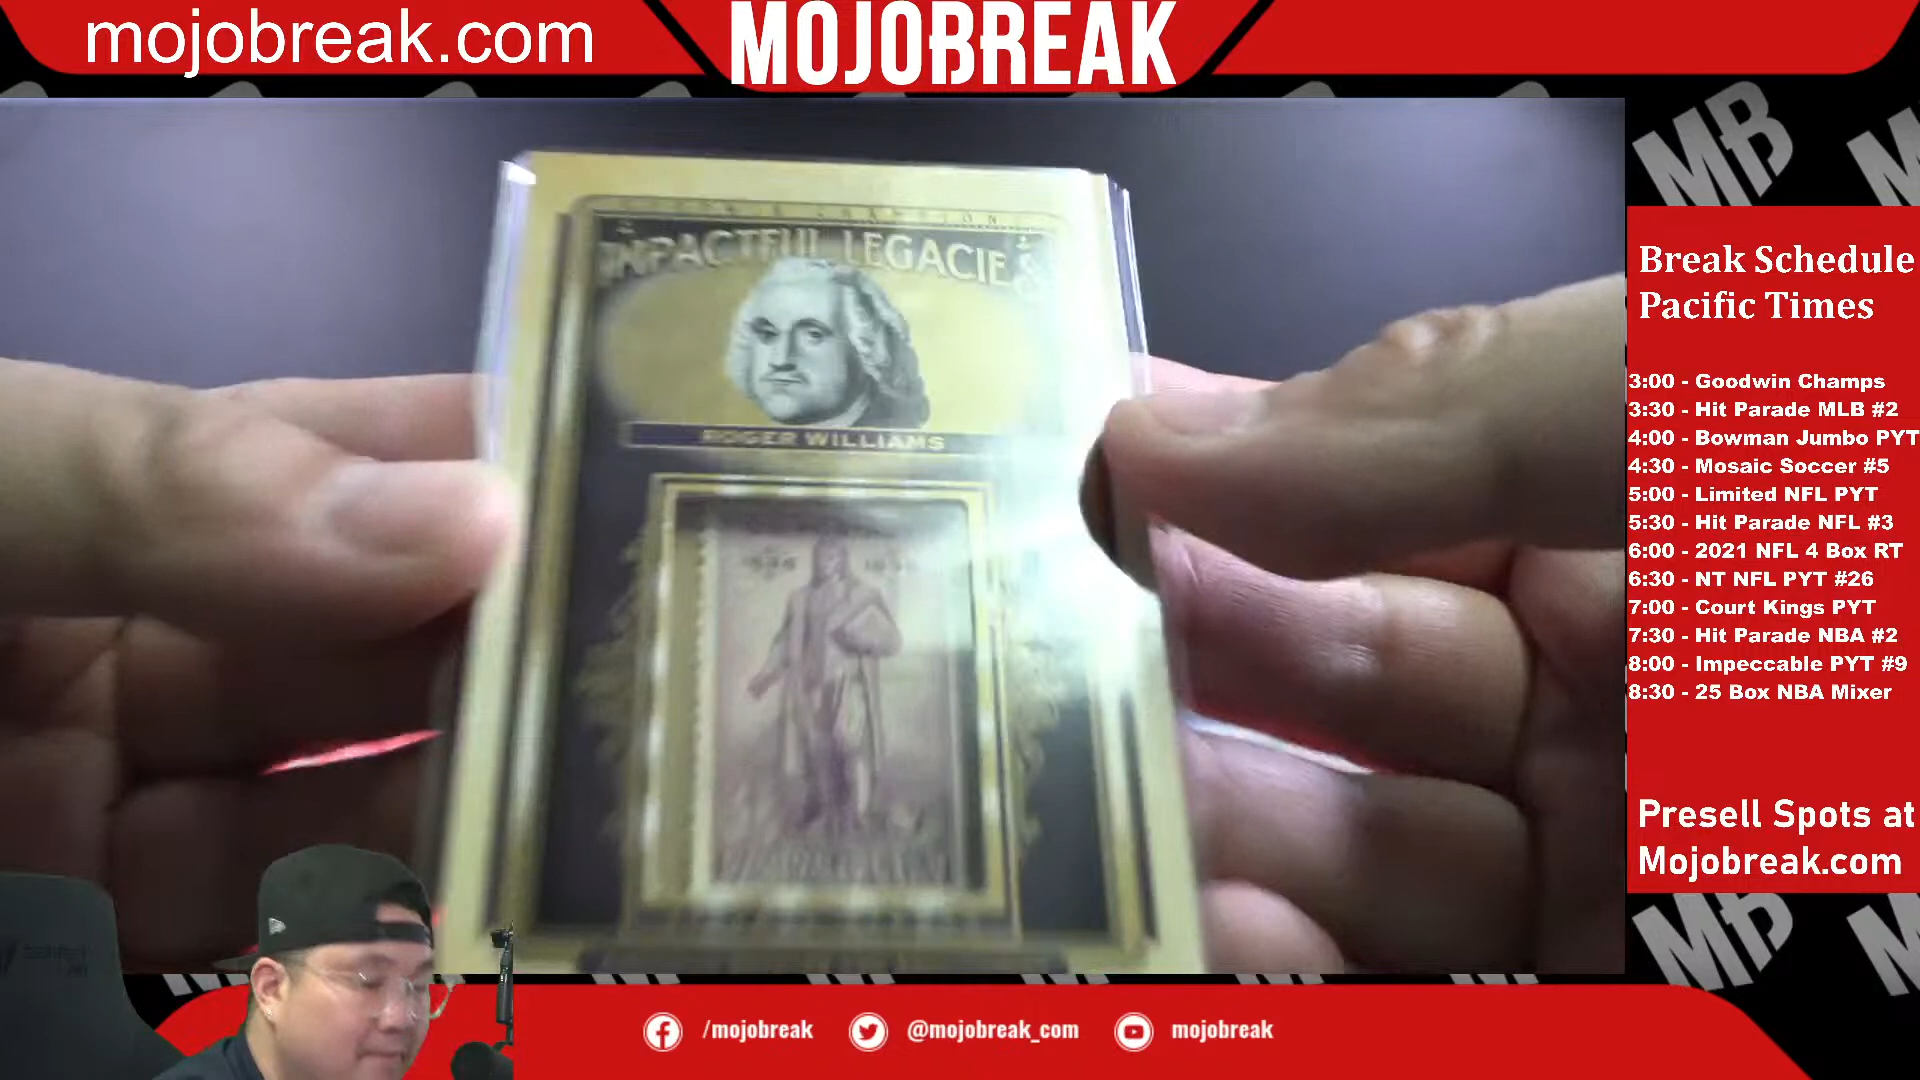 mojobreak.com
MOJOBREAK
Break Schedule
Pacific Times
3:00 - Goodwin Champs
3:30 - Hit Parade MLB #2
4:00 - Bowman Jumbo PYT
4:30 - Mosaic Soccer #5
5:00 - Limited NFL PYT
5:30 - Hit Parade NFL #3
6:00 - 2021 NFL 4 Box RT
6:30 - NT NFL PYT #26
7:00 - Court Kings PYT
7:30 - Hit Parade NBA #2
8:00 - Impeccable PYT #9
8:30 - 25 Box NBA Mixer
Presell Spots at
Mojobreak.com
IMPACTFUL LEGACIES
ROGER WILLIAMS
/mojobreak
@mojobreak_com
mojobreak
MB
MB